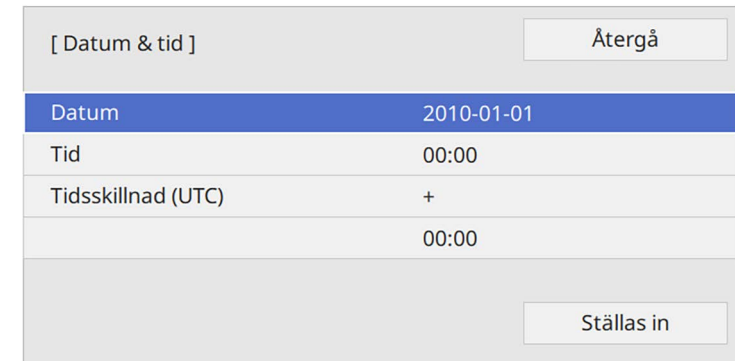 [ Datum & tid ] Återgå
Datum 2010-01-01
Tid 00:00
Tidsskillnad (UTC) +
00:00
Ställas in